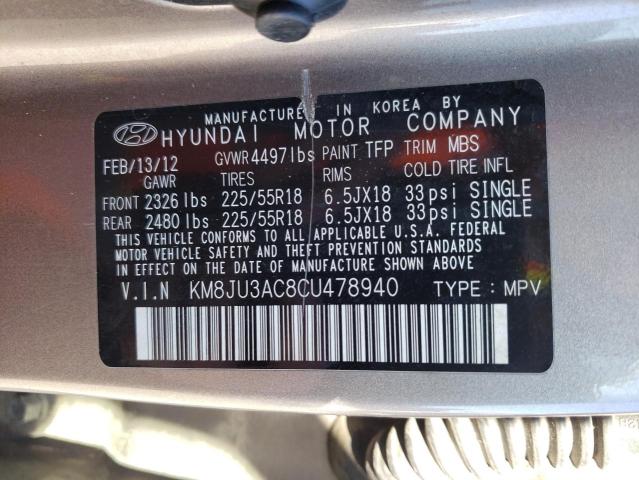 MANUFACTURED IN KOREA BY
HYUNDAI MOTOR COMPANY
FEB/13/12 GVWR 4497lbs PAINT TFP TRIM MBS
GAWR TIRES RIMS COLD TIRE INFL
FRONT 2326 lbs 225/55R18 6.5JX18 33psi SINGLE
REAR 2480 lbs 225/55R18 6.5JX18 33psi SINGLE
THIS VEHICLE CONFORMS TO ALL APPLICABLE U.S.A. FEDERAL
MOTOR VEHICLE SAFETY AND THEFT PREVENTION STANDARDS
IN EFFECT ON THE DATE OF MANUFACTURE SHOWN ABOVE.
V.I.N KM8JU3AC8CU478940 TYPE : MPV